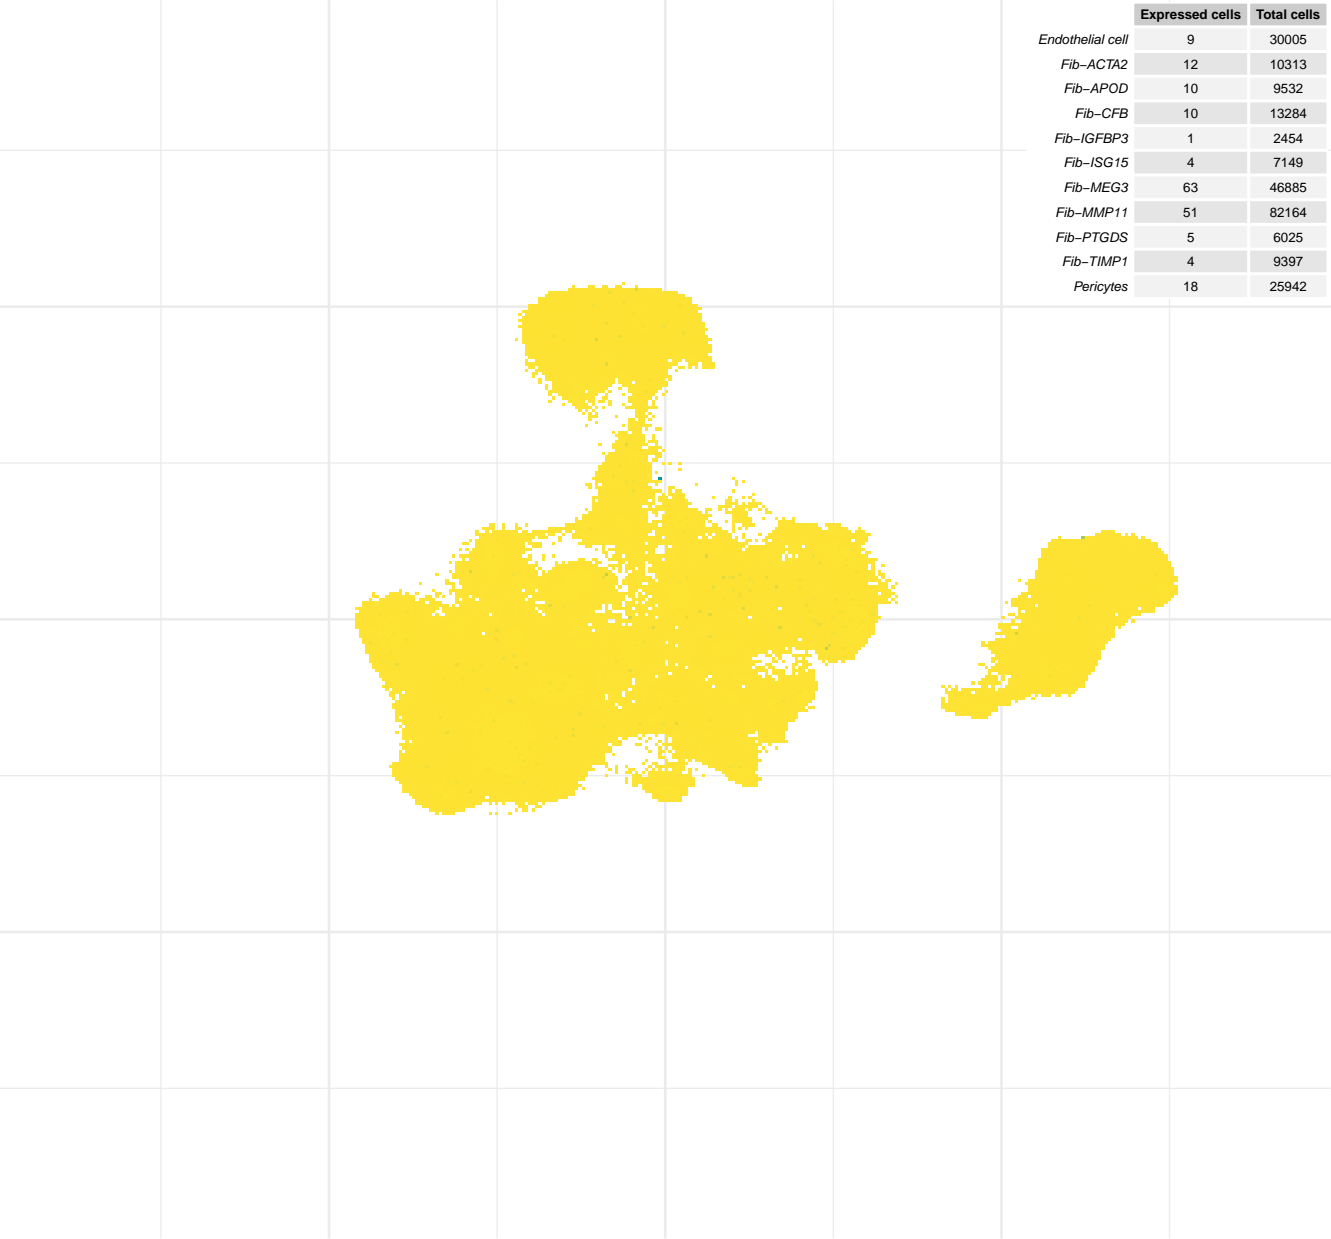 Expressed cells Total cells
Endothelial cell 9 30005
Fib−ACTA2 12 10313
Fib−APOD 10 9532
Fib−CFB 10 13284
Fib−IGFBP3 1 2454
Fib−ISG15 4 7149
Fib−MEG3 63 46885
Fib−MMP11 51 82164
Fib−PTGDS 5 6025
Fib−TIMP1 4 9397
Pericytes 18 25942